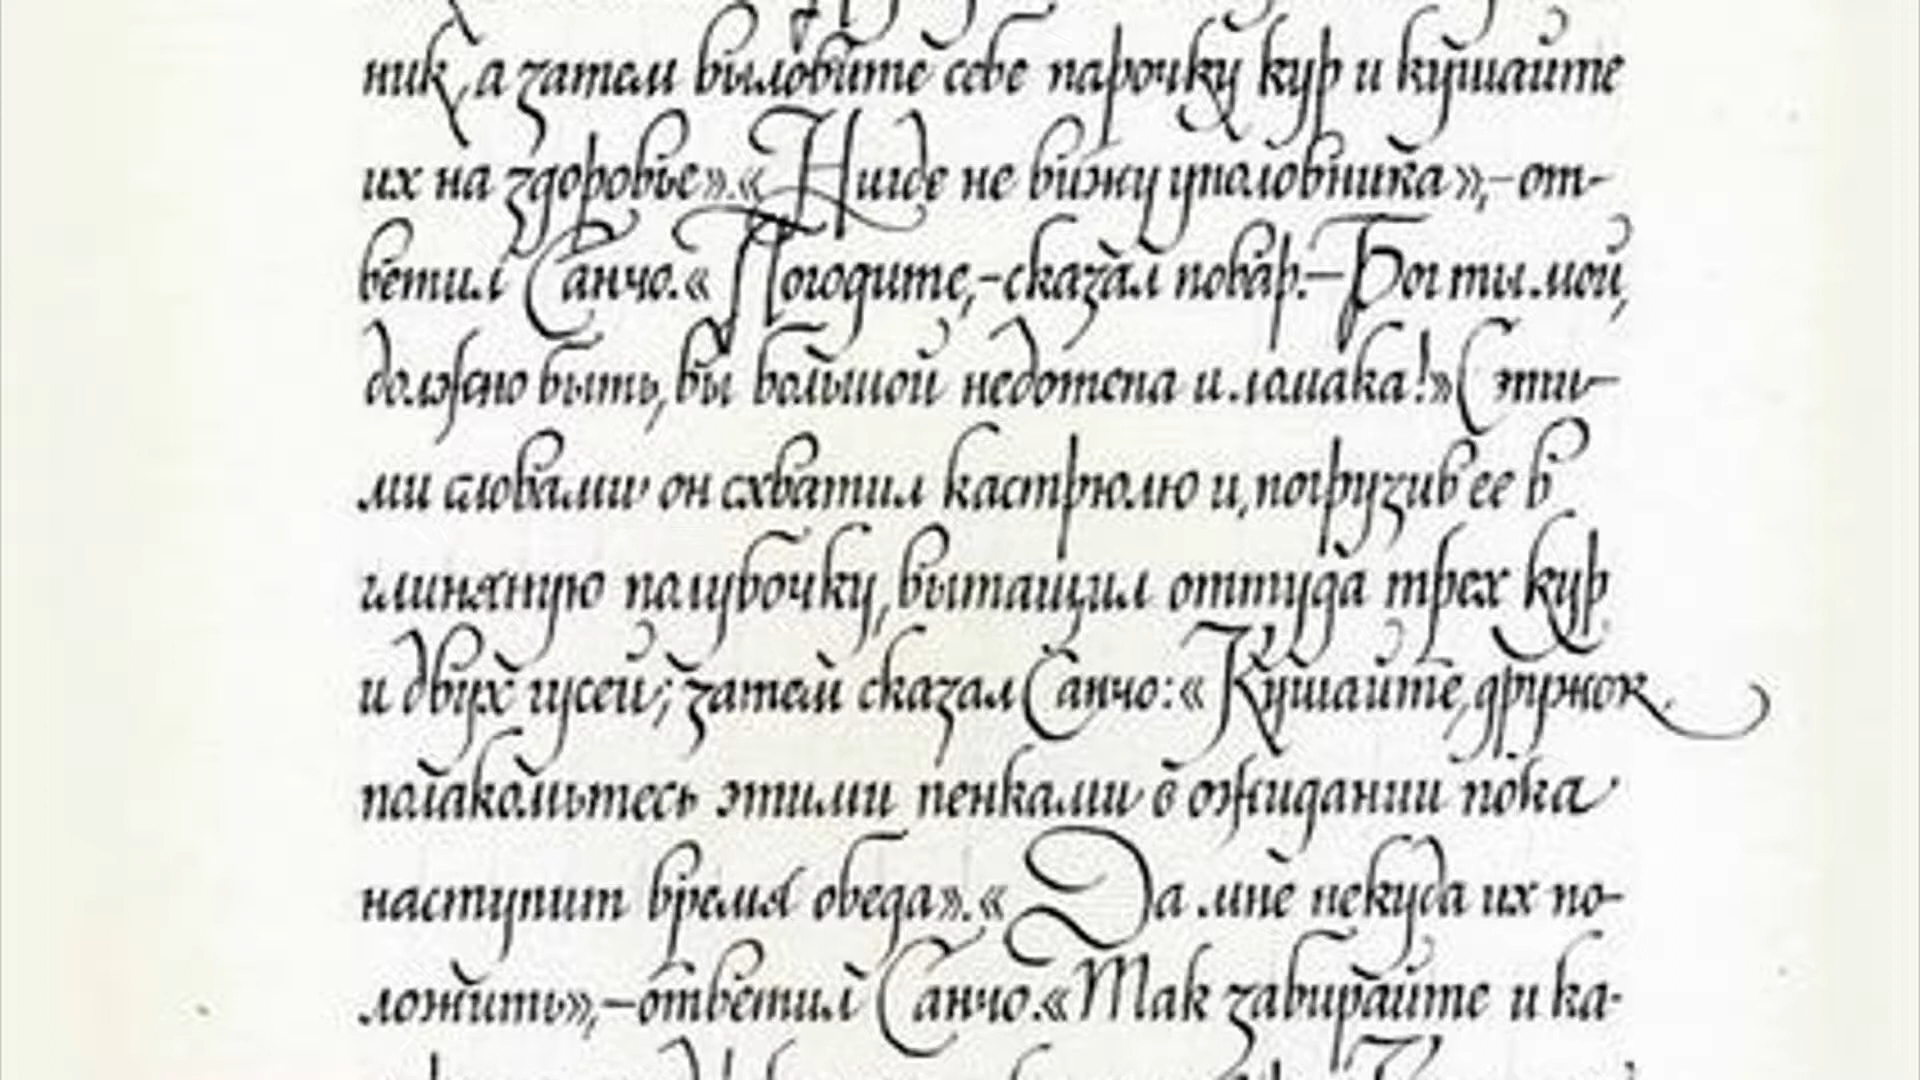 ник, а затем выловите себе парочку кур и кушайте
их на здоровье». «Нигде не вижу уполовника», – от-
ветил Санчо. «Погодите, – сказал повар. – Бог ты мой,
должно быть, вы большой недотепа и ломака!» С эти-
ми словами он схватил кастрюлю и, погрузив ее в
глиняную полубочку, вытащил оттуда трех кур
и двух гусей; затем сказал Санчо: «Кушайте, дружок
полакомьтесь этими пенками в ожидании пока
наступит время обеда». «Да мне некуда их по-
ложить», – ответил Санчо. «Так забирайте и ка-